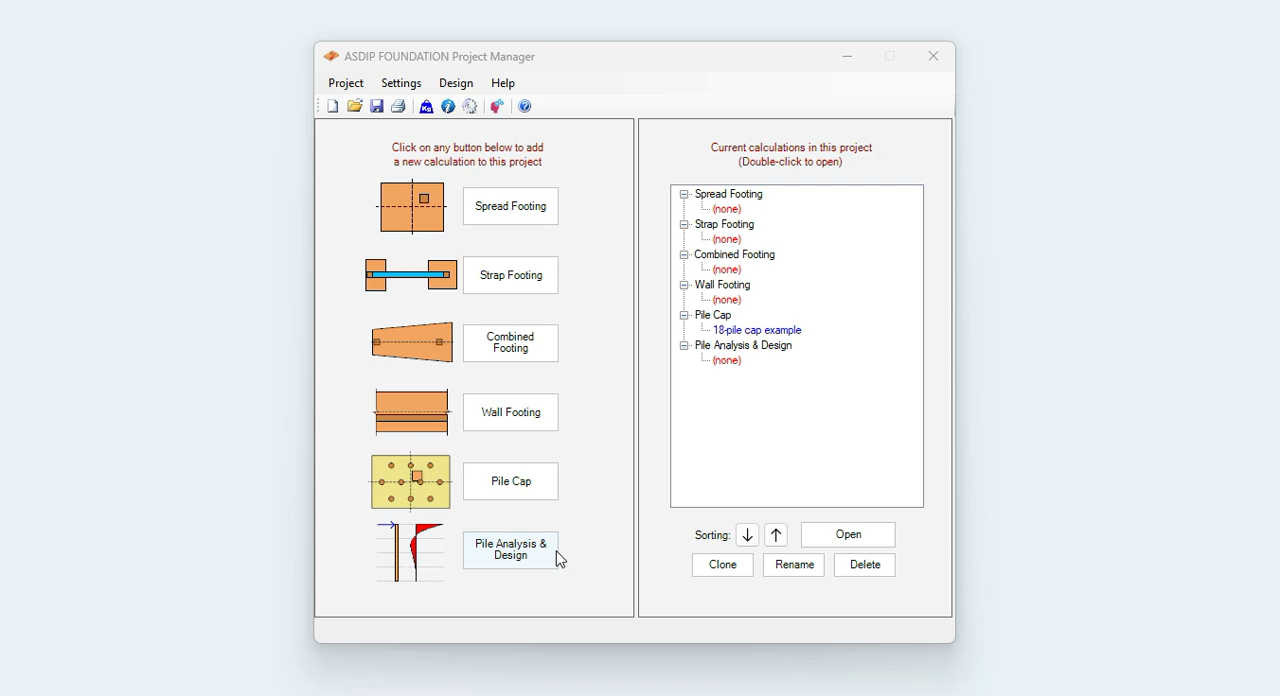 ASDIP FOUNDATION Project Manager
Project Settings Design Help
Click on any button below to add
a new calculation to this project
Spread Footing
Strap Footing
Combined
Footing
Wall Footing
Pile Cap
Pile Analysis &
Design
Current calculations in this project
(Double-click to open)
Spread Footing
(none)
Strap Footing
(none)
Combined Footing
(none)
Wall Footing
(none)
Pile Cap
18-pile cap example
Pile Analysis & Design
(none)
Sorting: Open
Clone Rename Delete